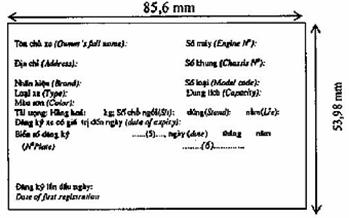 85,6 mm
Tên chủ xe (Owner's full name): Số máy (Engine Nº):
Địa chỉ (Address): Số khung (Chassis Nº):
Nhãn hiệu (Brand): Số loại (Model code):
Loại xe (Type): Dung tích (Capacity):
Màu sơn (Color):
Tải trọng: Hàng hoá: kg; Số chỗ ngồi(Sit): đứng(Stand): nằm(Lie):
Đăng ký xe có giá trị đến ngày (date of expiry):
Biển số đăng ký .....(5)..., ngày (date) tháng năm
(NºPlate) .......(6)............
Đăng ký lần đầu ngày:
Date of first registration
53,98 mm